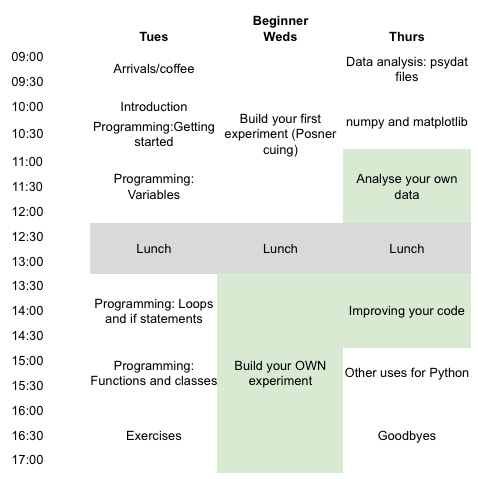 Beginner
Tues Weds Thurs
09:00
Arrivals/coffee
Data analysis: psydat
files
09:30
10:00
Introduction
Build your first
experiment (Posner
cuing)
numpy and matplotlib
10:30
Programming:Getting
started
11:00
11:30
Programming:
Variables
Analyse your own
data
12:00
12:30
Lunch Lunch Lunch
13:00
13:30
14:00
Programming: Loops
and if statements
Improving your code
14:30
15:00
Programming:
Functions and classes
Build your OWN
experiment
Other uses for Python
15:30
16:00
16:30
Exercises
Goodbyes
17:00